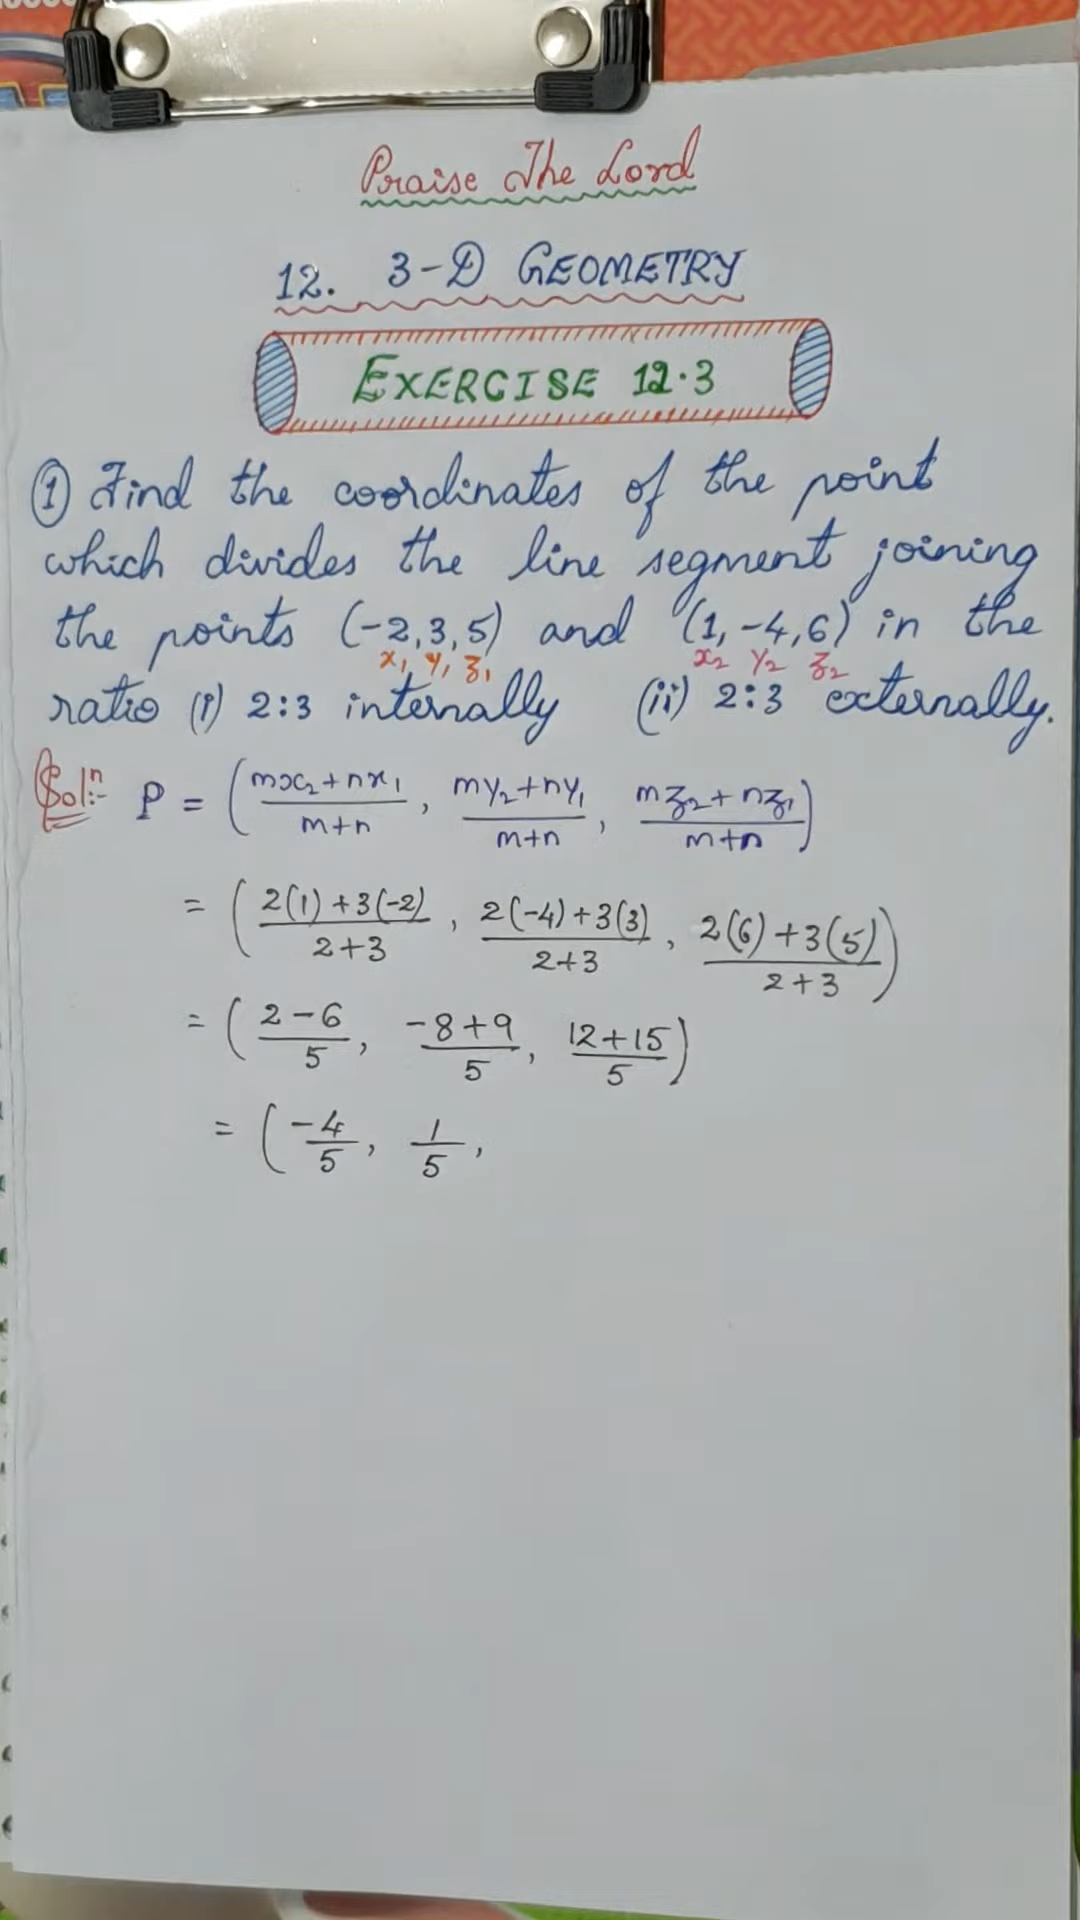 Praise The Lord
12. 3-D GEOMETRY
EXERCISE 12.3
① Find the coordinates of the point
which divides the line segment joining
the points (-2,3,5) and (1,-4,6) in the
x₁ y₁ z₁ x₂ y₂ z₂
ratio (i) 2:3 internally (ii) 2:3 externally.
Solⁿ:- P = ( mx₂+nx₁ / m+n , my₂+ny₁ / m+n , mz₂+nz₁ / m+n )
= ( 2(1)+3(-2) / 2+3 , 2(-4)+3(3) / 2+3 , 2(6)+3(5) / 2+3 )
= ( 2-6 / 5 , -8+9 / 5 , 12+15 / 5 )
= ( -4 / 5 , 1 / 5 ,